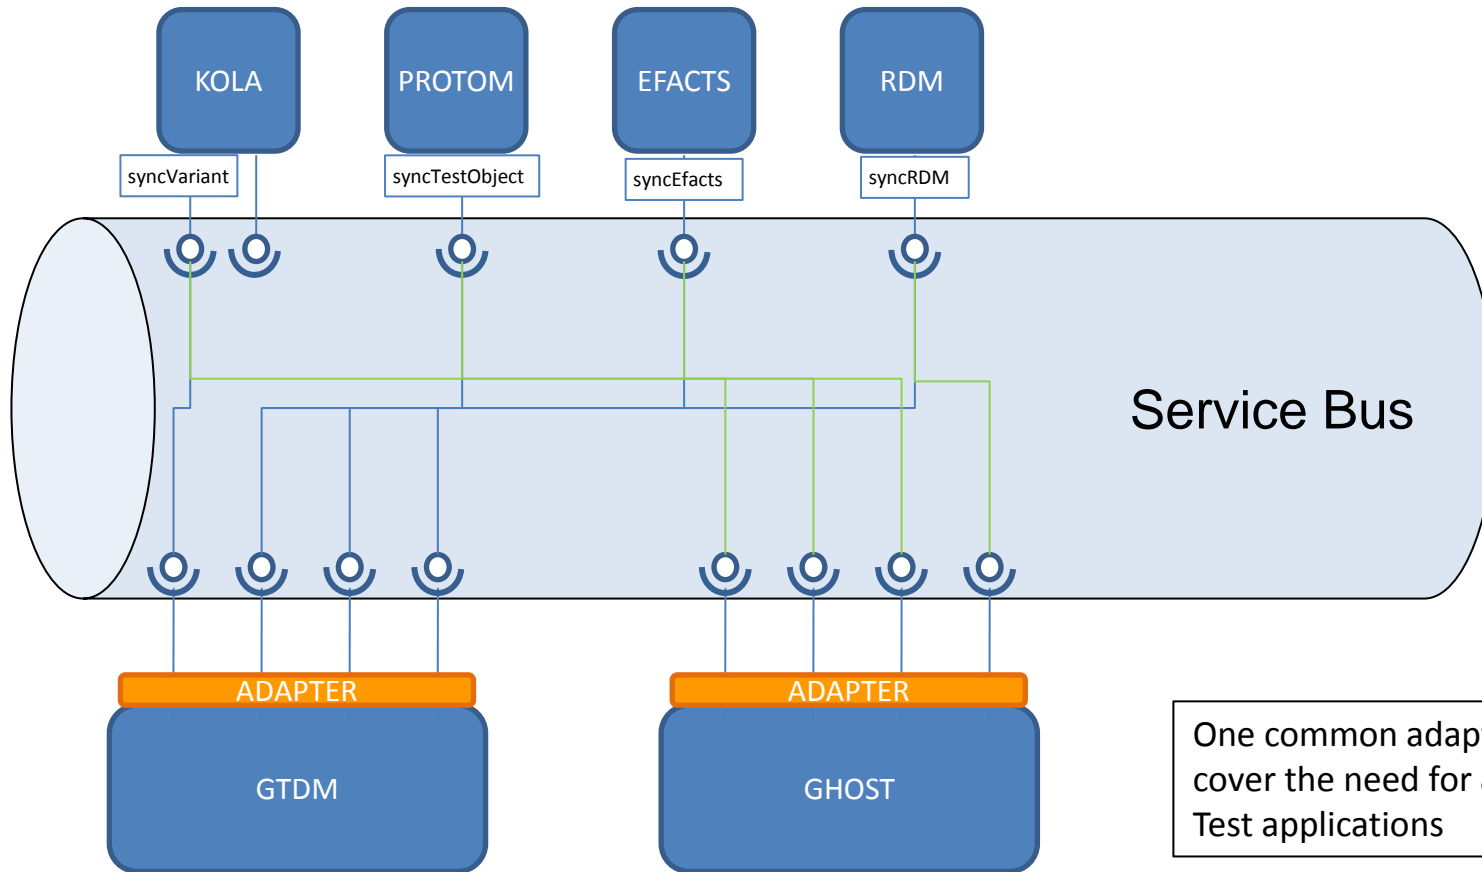 KOLA
PROTOM
EFACTS
RDM
syncVariant
syncTestObject
syncEfacts
syncRDM
Service Bus
ADAPTER
ADAPTER
GTDM
GHOST
One common
cover the need for
Test applications